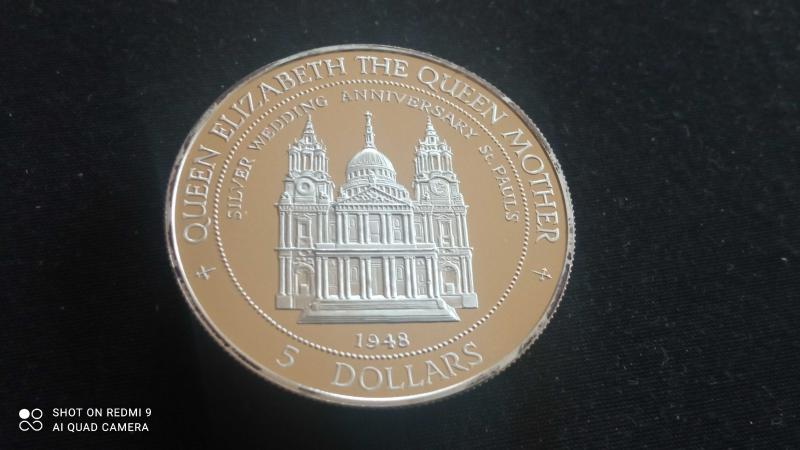 QUEEN ELIZABETH THE QUEEN MOTHER
SILVER WEDDING ANNIVERSARY St. PAUL'S
1948
5 DOLLARS
SHOT ON REDMI 9
AI QUAD CAMERA